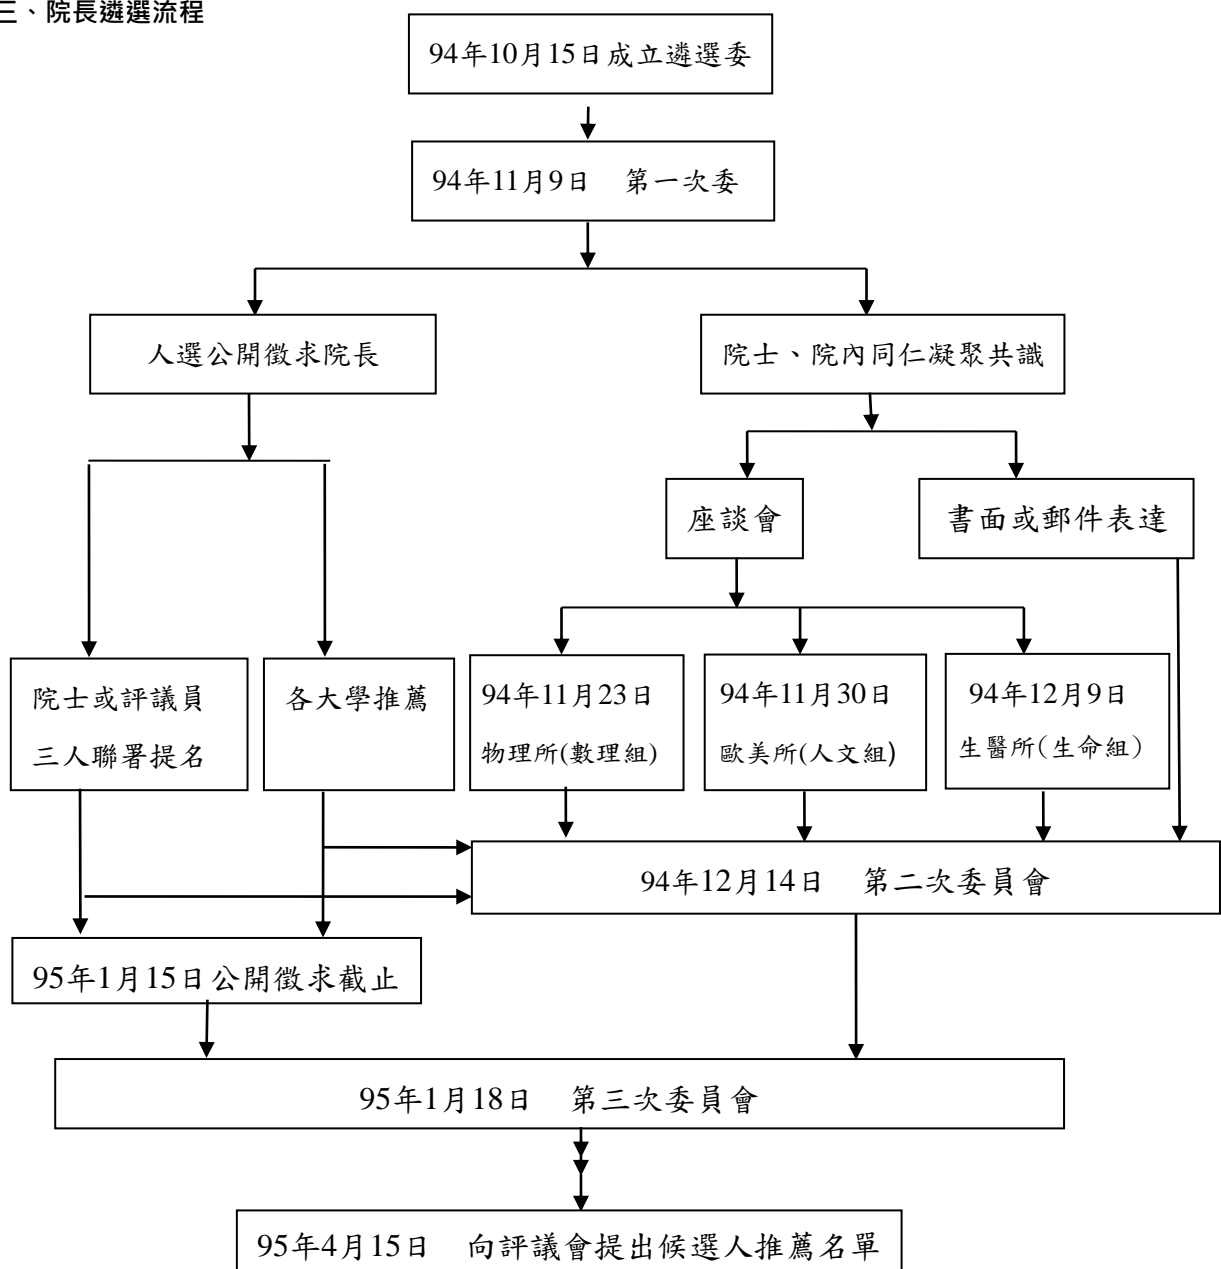 三、院長遴選流程
94年10月15日成立遴選委
94年11月9日　第一次委
人選公開徵求院長
院士、院內同仁凝聚共識
座談會
書面或郵件表達
院士或評議員
三人聯署提名
各大學推薦
94年11月23日
物理所(數理組)
94年11月30日
歐美所(人文組)
94年12月9日
生醫所(生命組)
94年12月14日　第二次委員會
95年1月15日公開徵求截止
95年1月18日　第三次委員會
95年4月15日　向評議會提出候選人推薦名單